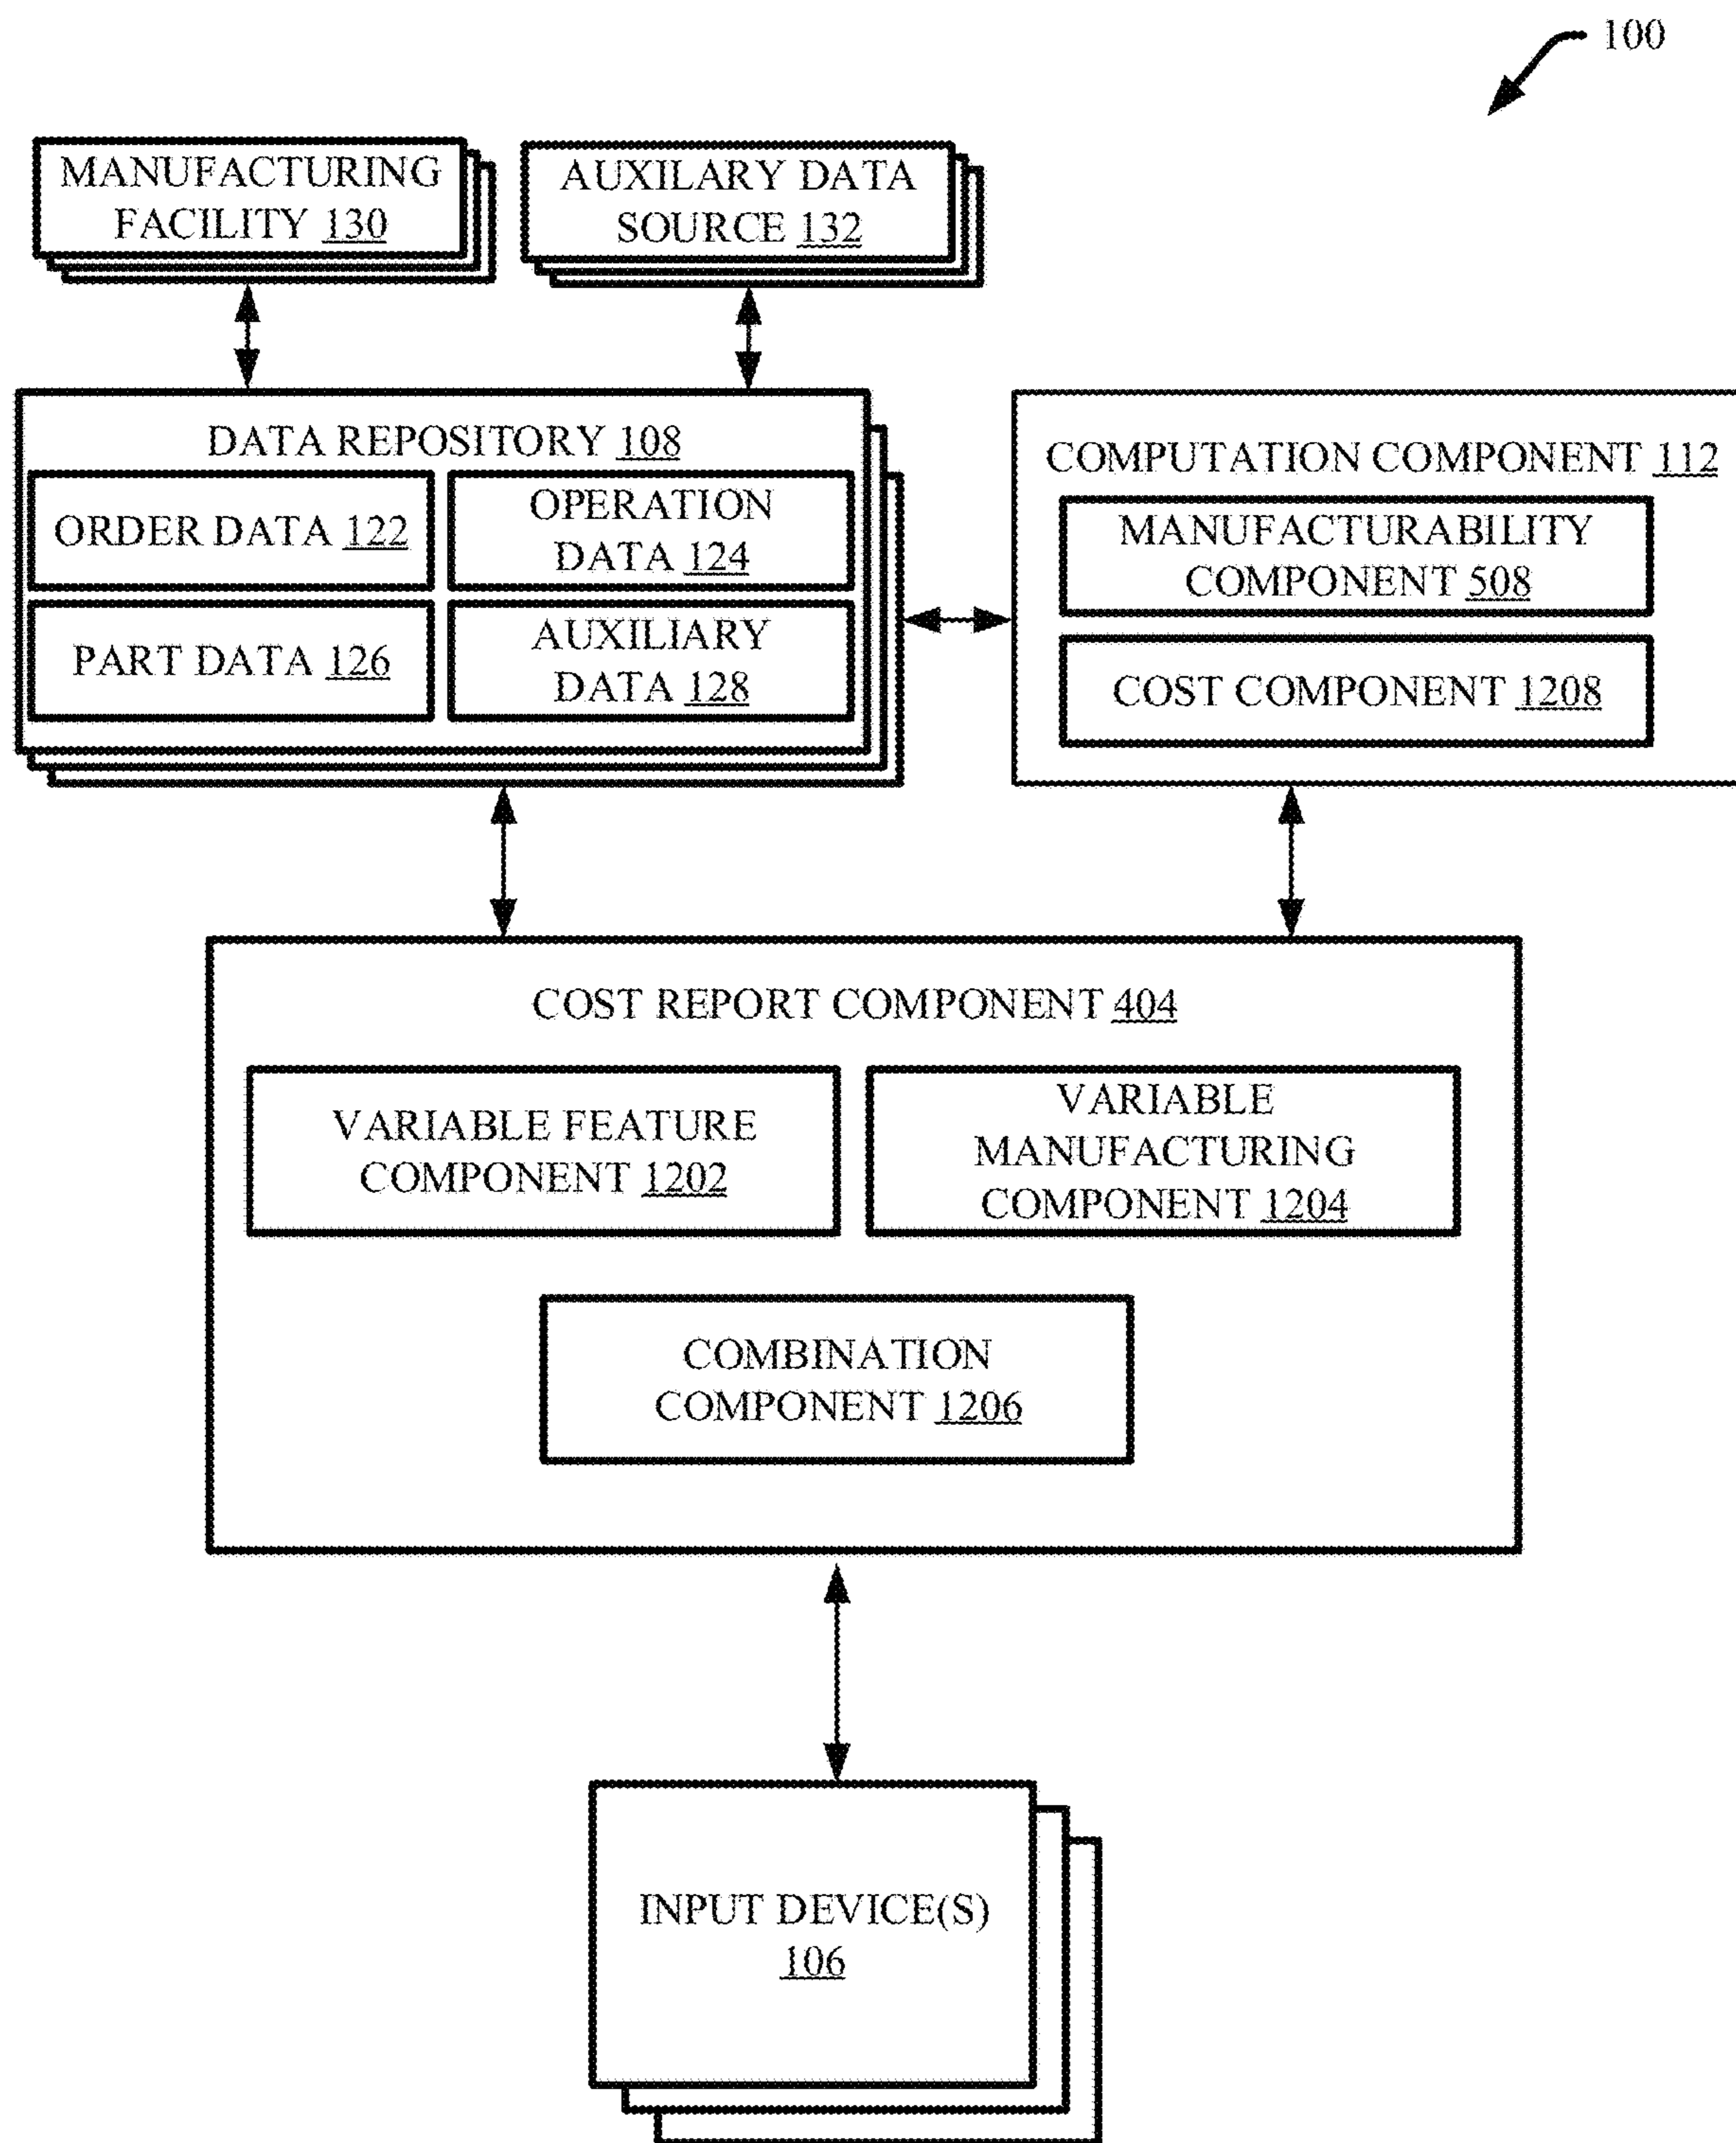 100
MANUFACTURING
FACILITY 130
AUXILARY DATA
SOURCE 132
DATA REPOSITORY 108
ORDER DATA 122
OPERATION
DATA 124
PART DATA 126
AUXILIARY
DATA 128
COMPUTATION COMPONENT 112
MANUFACTURABILITY
COMPONENT 508
COST COMPONENT 1208
COST REPORT COMPONENT 404
VARIABLE FEATURE
COMPONENT 1202
VARIABLE
MANUFACTURING
COMPONENT 1204
COMBINATION
COMPONENT 1206
INPUT DEVICE(S)
106